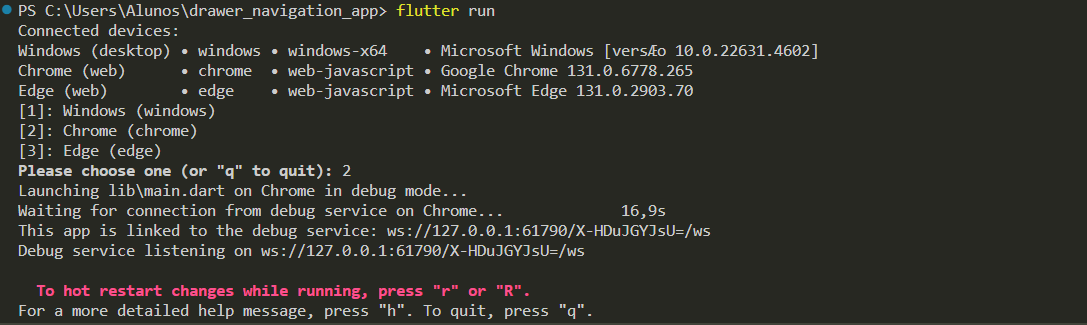 PS C:\Users\Alunos\drawer_navigation_app> flutter run
Connected devices:
Windows (desktop) • windows • windows-x64    • Microsoft Windows [versÆo 10.0.22631.4602]
Chrome (web)      • chrome  • web-javascript • Google Chrome 131.0.6778.265
Edge (web)        • edge    • web-javascript • Microsoft Edge 131.0.2903.70
[1]: Windows (windows)
[2]: Chrome (chrome)
[3]: Edge (edge)
Please choose one (or "q" to quit): 2
Launching lib\main.dart on Chrome in debug mode...
Waiting for connection from debug service on Chrome...             16,9s
This app is linked to the debug service: ws://127.0.0.1:61790/X-HDuJGYJsU=/ws
Debug service listening on ws://127.0.0.1:61790/X-HDuJGYJsU=/ws
To hot restart changes while running, press "r" or "R".
For a more detailed help message, press "h". To quit, press "q".